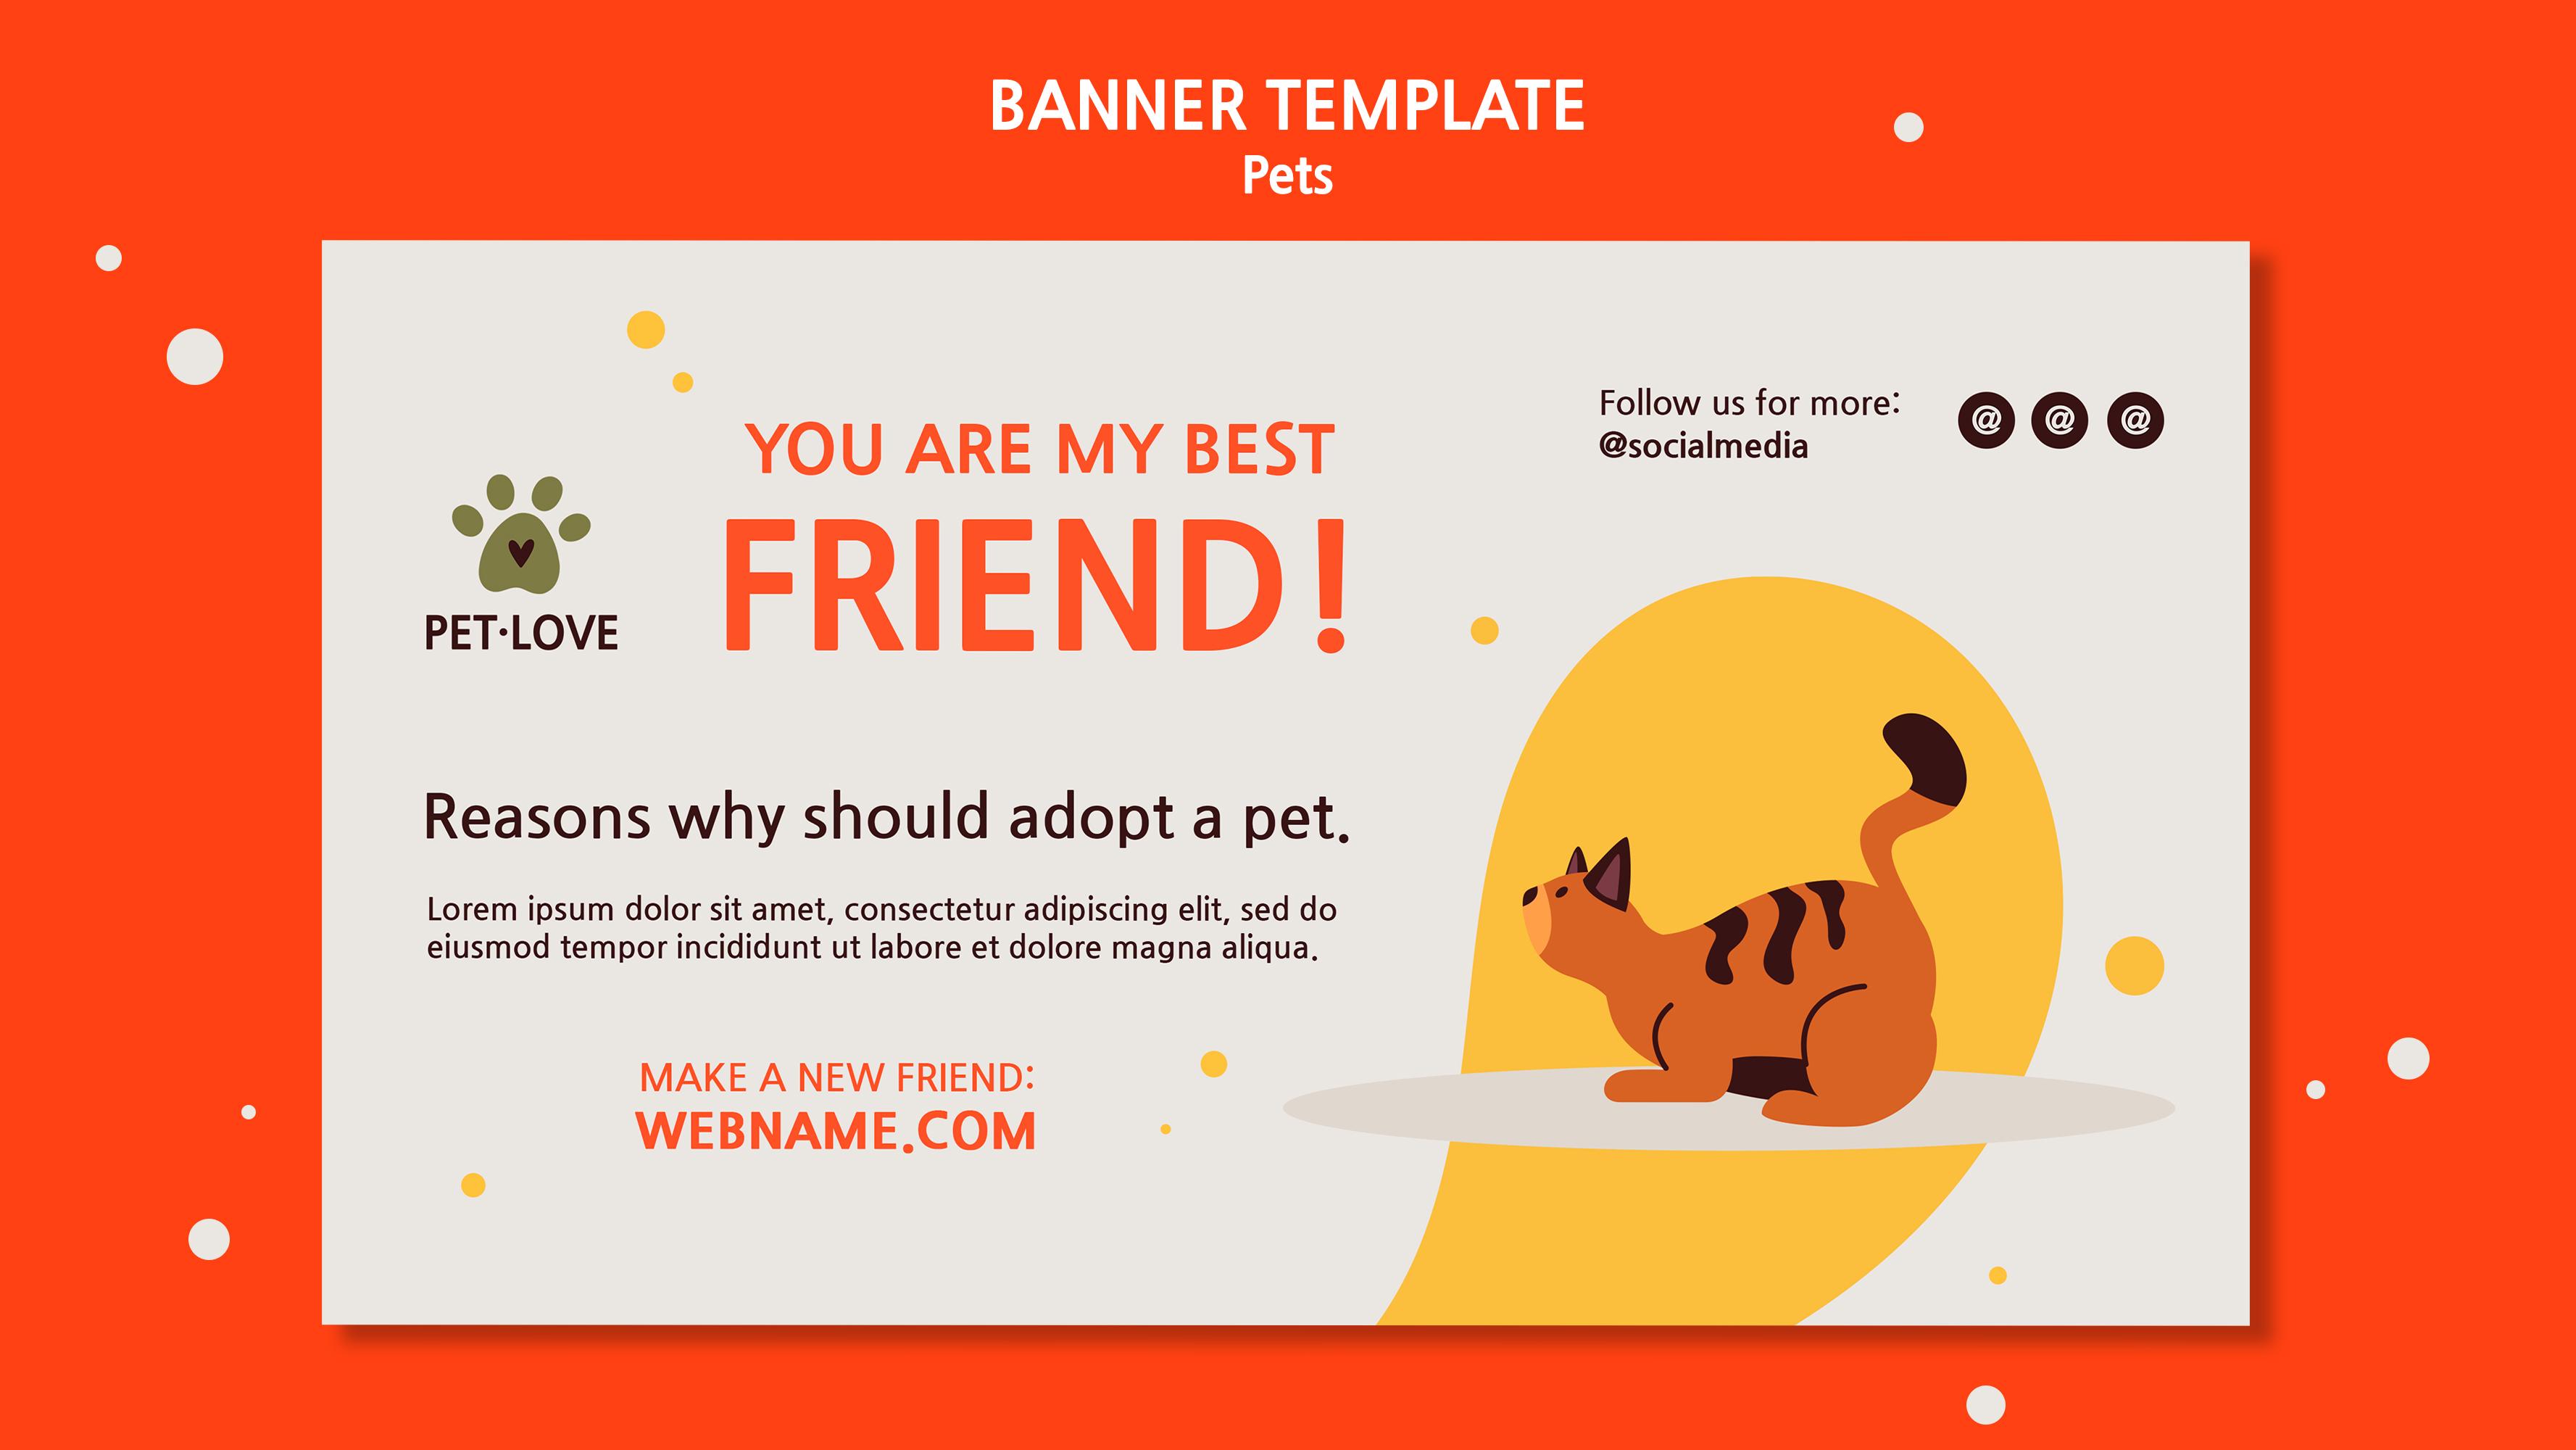 BANNER TEMPLATE
Pets
PET·LOVE
YOU ARE MY BEST
FRIEND!
Follow us for more:
@socialmedia
@ @ @
Reasons why should adopt a pet.
Lorem ipsum dolor sit amet, consectetur adipiscing elit, sed do
eiusmod tempor incididunt ut labore et dolore magna aliqua.
MAKE A NEW FRIEND:
WEBNAME.COM